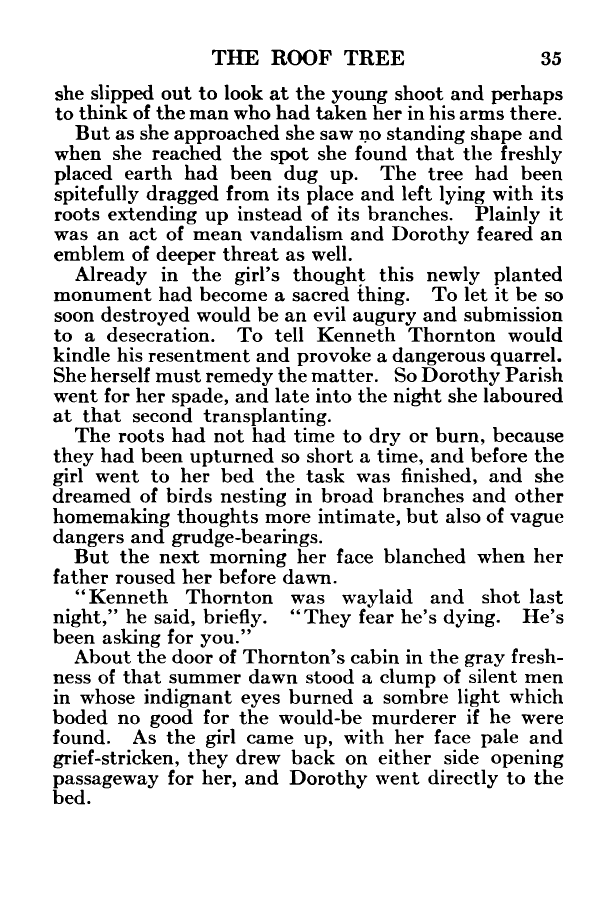 THE ROOF TREE 35
she slipped out to look at the young shoot and perhaps
to think of the man who had taken her in his arms there.
But as she approached she saw no standing shape and
when she reached the spot she found that the freshly
placed earth had been dug up. The tree had been
spitefully dragged from its place and left lying with its
roots extending up instead of its branches. Plainly it
was an act of mean vandalism and Dorothy feared an
emblem of deeper threat as well.
Already in the girl's thought this newly planted
monument had become a sacred thing. To let it be so
soon destroyed would be an evil augury and submission
to a desecration. To tell Kenneth Thornton would
kindle his resentment and provoke a dangerous quarrel.
She herself must remedy the matter. So Dorothy Parish
went for her spade, and late into the night she laboured
at that second transplanting.
The roots had not had time to dry or burn, because
they had been upturned so short a time, and before the
girl went to her bed the task was finished, and she
dreamed of birds nesting in broad branches and other
homemaking thoughts more intimate, but also of vague
dangers and grudge-bearings.
But the next morning her face blanched when her
father roused her before dawn.
"Kenneth Thornton was waylaid and shot last
night," he said, briefly. "They fear he's dying. He's
been asking for you."
About the door of Thornton's cabin in the gray fresh-
ness of that summer dawn stood a clump of silent men
in whose indignant eyes burned a sombre light which
boded no good for the would-be murderer if he were
found. As the girl came up, with her face pale and
grief-stricken, they drew back on either side opening
passageway for her, and Dorothy went directly to the
bed.